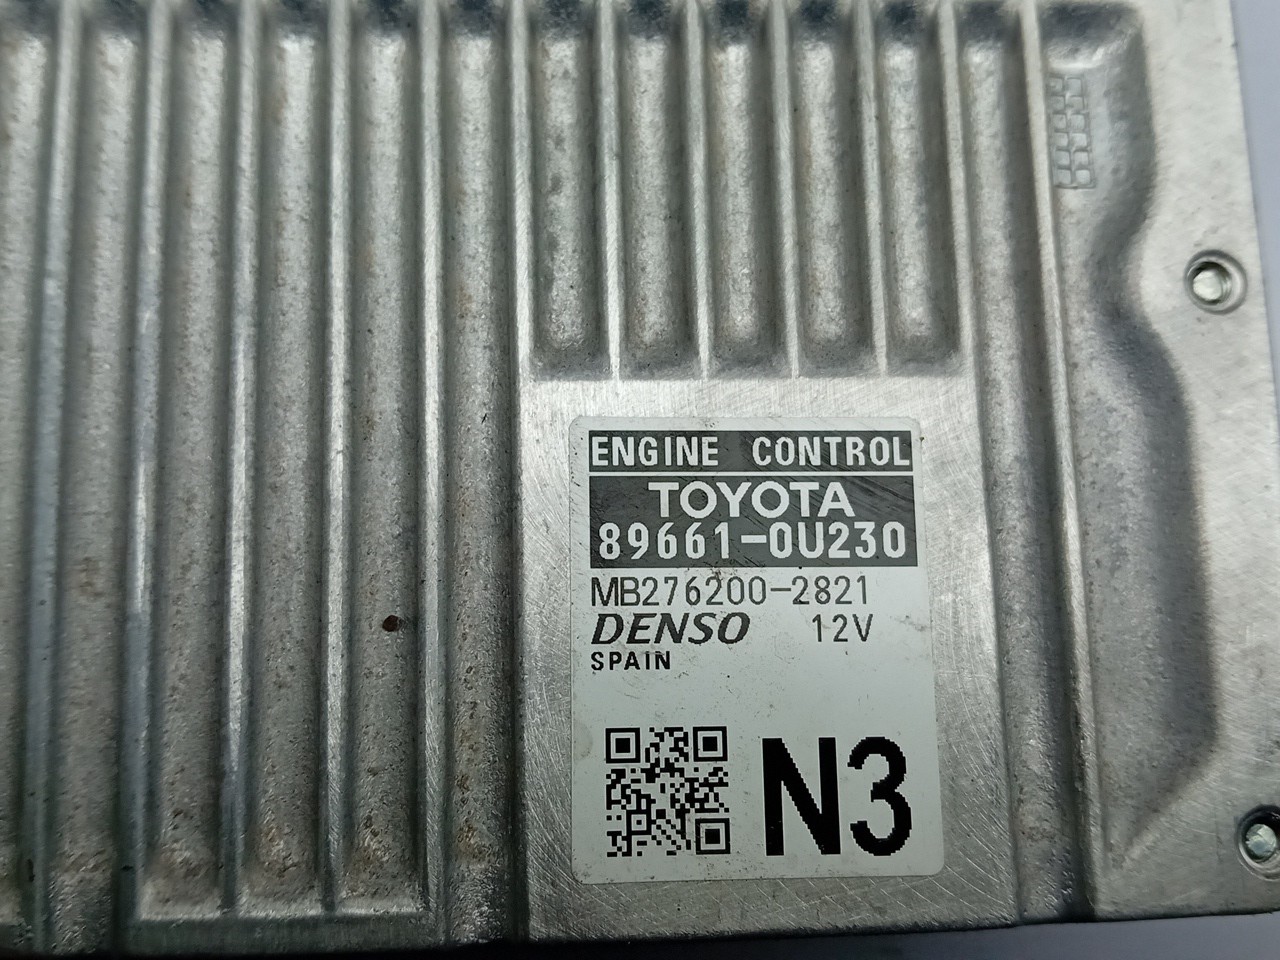 ENGINE CONTROL
TOYOTA
89661-0U230
MB276200-2821
DENSO 12V
SPAIN
N3